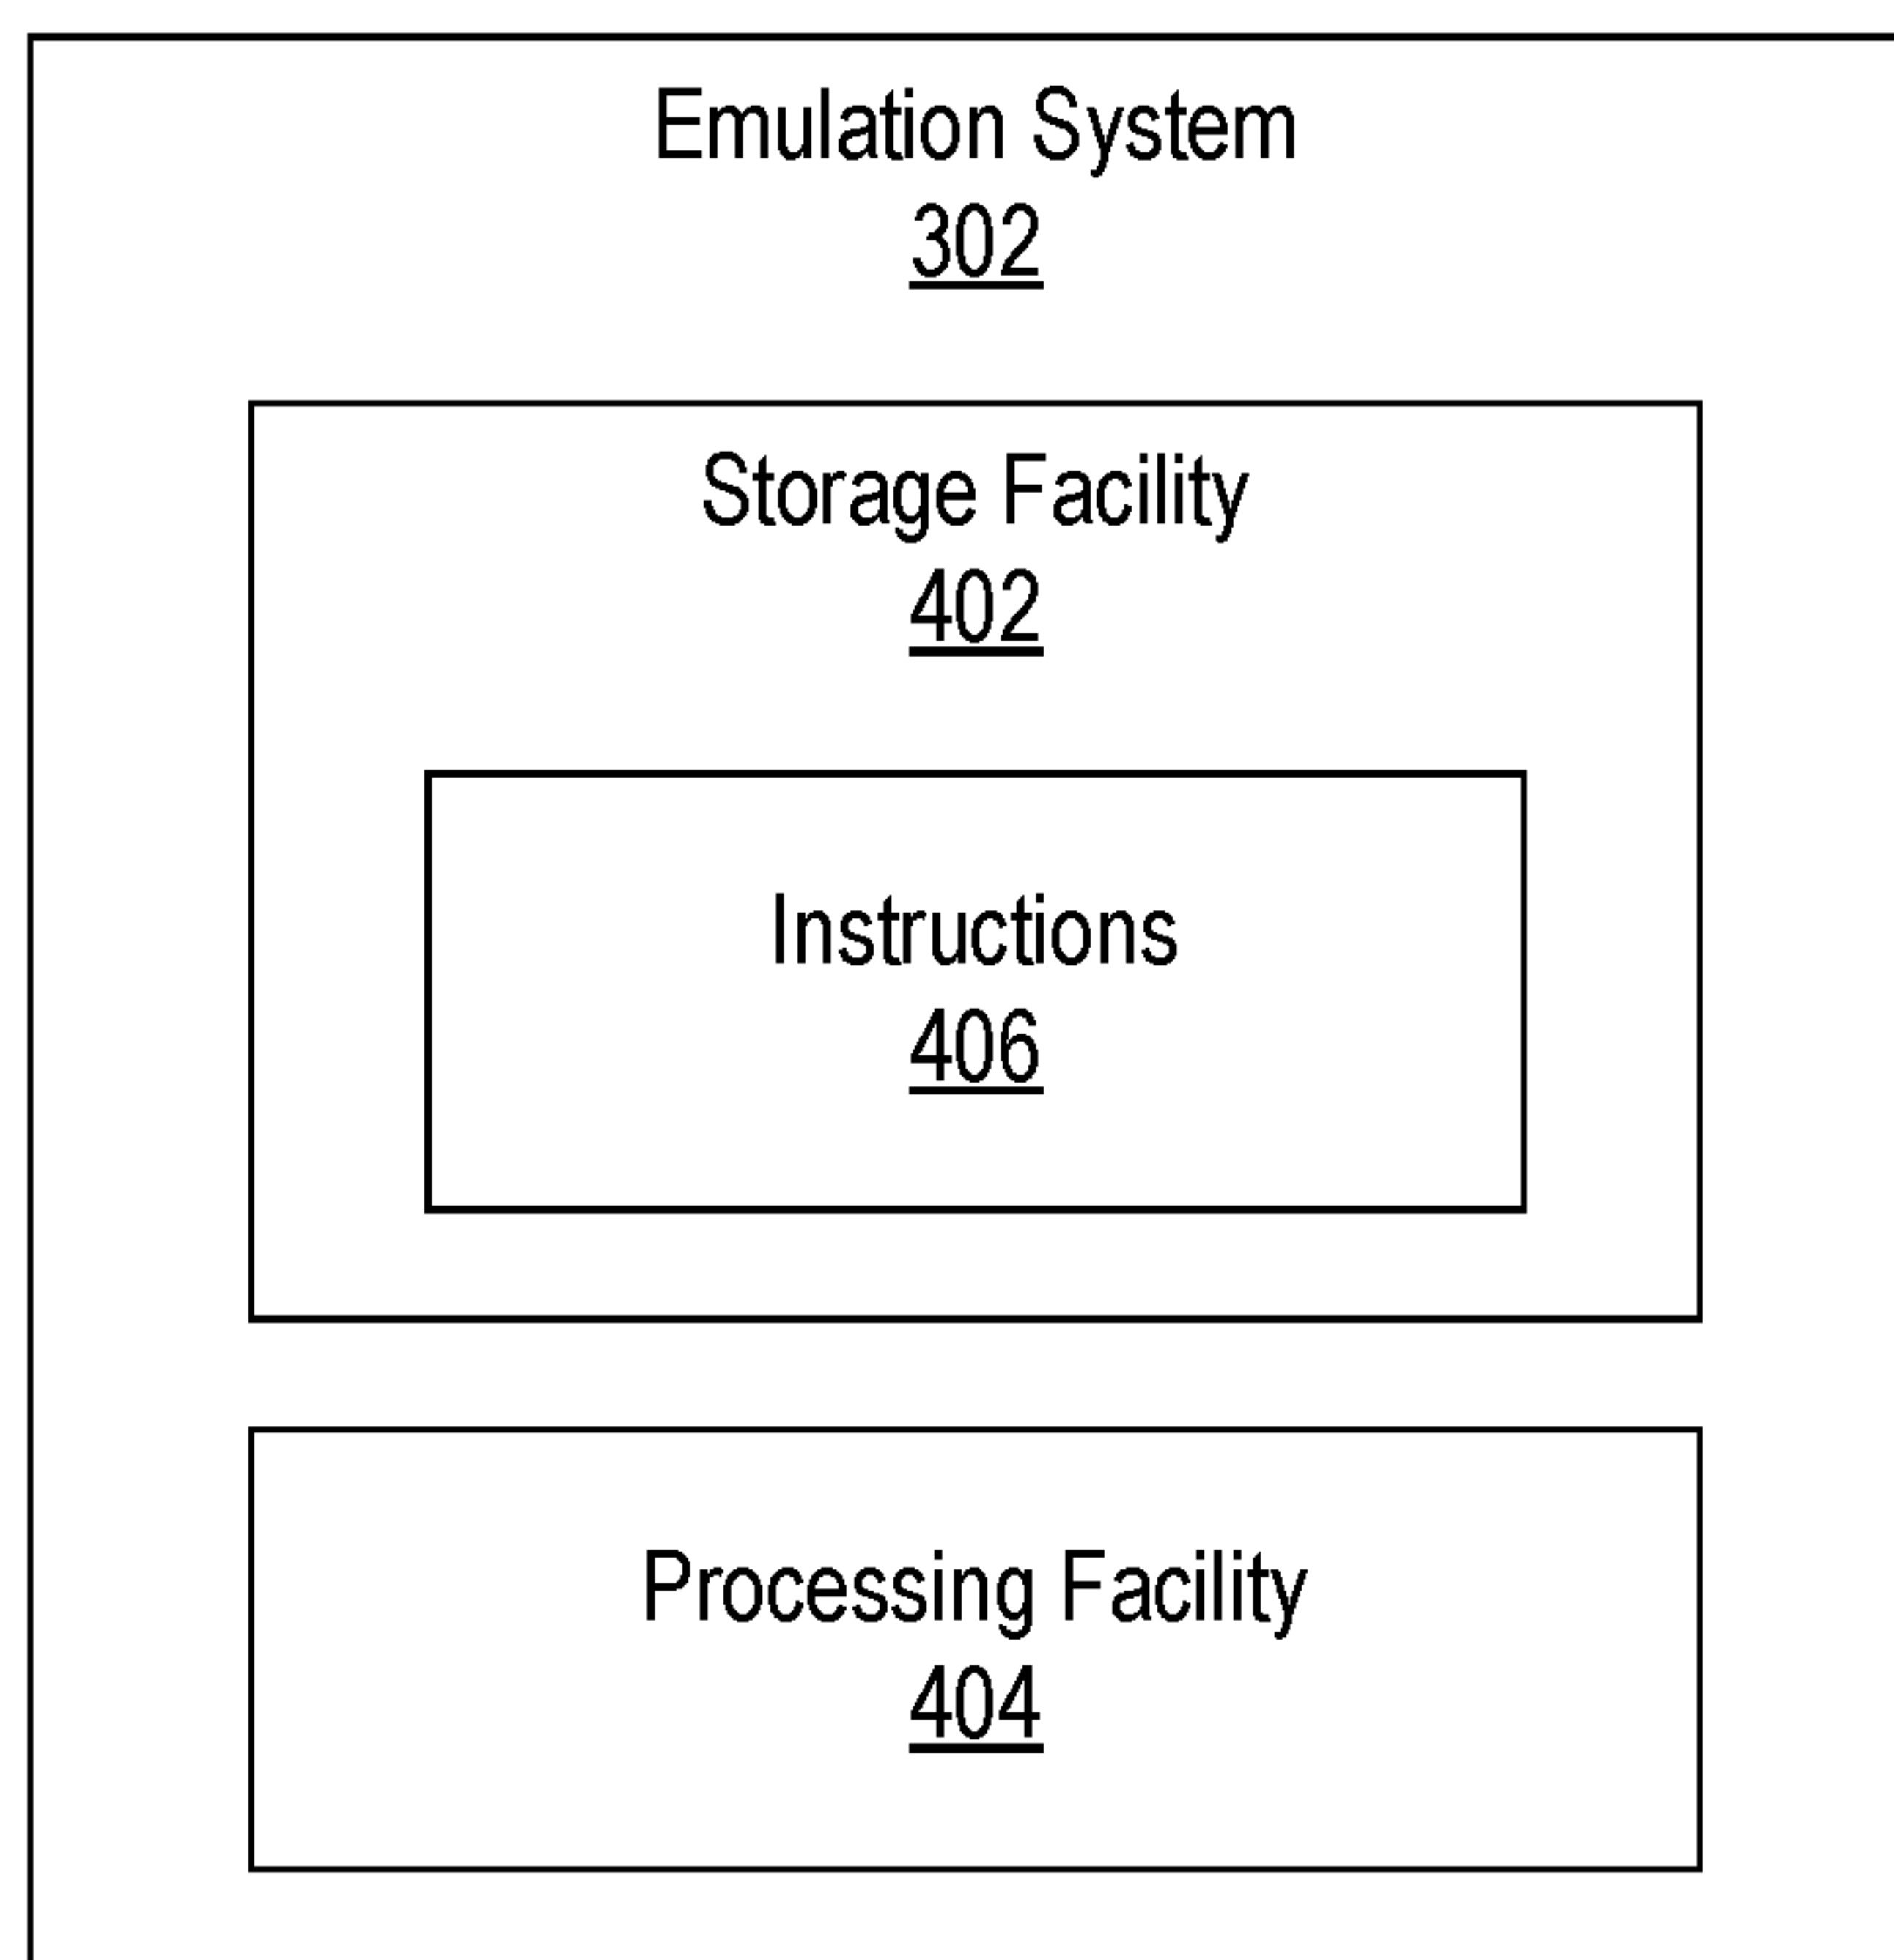 Emulation System
302
Storage Facility
402
Instructions
406
Processing Facility
404